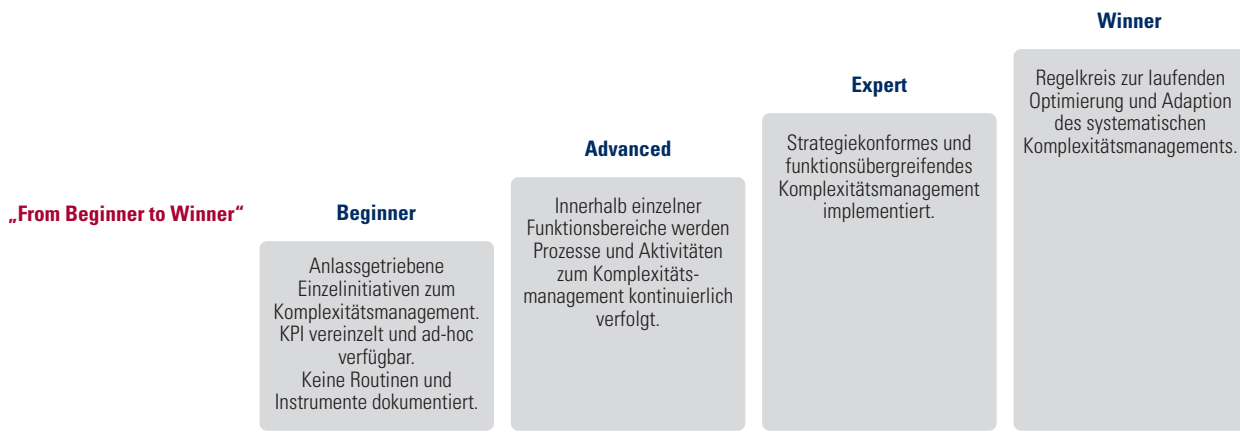 „From Beginner to Winner“
Beginner
Anlassgetriebene
Einzelinitiativen zum
Komplexitätsmanagement.
KPI vereinzelt und ad-hoc
verfügbar.
Keine Routinen und
Instrumente dokumentiert.
Advanced
Innerhalb einzelner
Funktionsbereiche werden
Prozesse und Aktivitäten
zum Komplexitäts-
management kontinuierlich
verfolgt.
Expert
Strategiekonformes und
funktionsübergreifendes
Komplexitätsmanagement
implementiert.
Winner
Regelkreis zur laufenden
Optimierung und Adaption
des systematischen
Komplexitätsmanagements.